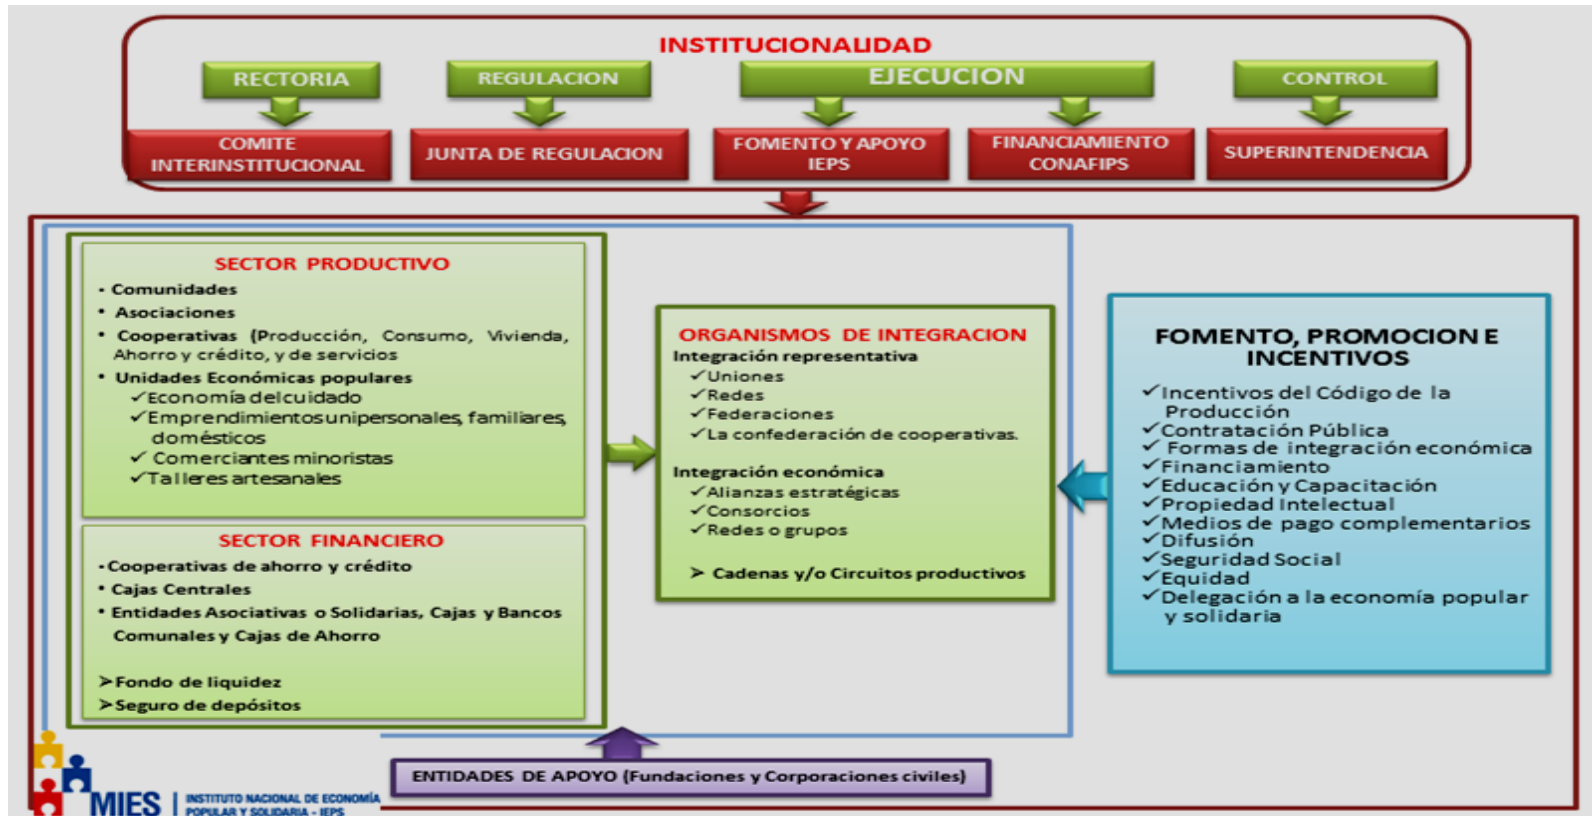 INSTITUCIONALIDAD
RECTORIA
REGULACION
EJECUCION
CONTROL
COMITE
INTERINSTITUCIONAL
JUNTA DE REGULACION
FOMENTO Y APOYO
IEPS
FINANCIAMIENTO
CONAFIPS
SUPERINTENDENCIA
SECTOR PRODUCTIVO
• Comunidades
• Asociaciones
• Cooperativas (Producción, Consumo, Vivienda,
Ahorro y crédito, y de servicios
• Unidades Económicas populares
✓Economía del cuidado
✓Emprendimientos unipersonales, familiares,
domésticos
✓ Comerciantes minoristas
✓Talleres artesanales
SECTOR FINANCIERO
• Cooperativas de ahorro y crédito
• Cajas Centrales
• Entidades Asociativas o Solidarias, Cajas y Bancos
Comunales y Cajas de Ahorro
➢Fondo de liquidez
➢Seguro de depósitos
ORGANISMOS DE INTEGRACION
Integración representativa
✓Uniones
✓Redes
✓Federaciones
✓La confederación de cooperativas.
Integración económica
✓Alianzas estratégicas
✓Consorcios
✓Redes o grupos
➢ Cadenas y/o Circuitos productivos
FOMENTO, PROMOCION E
INCENTIVOS
✓Incentivos del Código de la
Producción
✓Contratación Pública
✓ Formas de integración económica
✓Financiamiento
✓Educación y Capacitación
✓Propiedad Intelectual
✓Medios de pago complementarios
✓Difusión
✓Seguridad Social
✓Equidad
✓Delegación a la economía popular
y solidaria
ENTIDADES DE APOYO (Fundaciones y Corporaciones civiles)
MIES
INSTITUTO NACIONAL DE ECONOMÍA
POPULAR Y SOLIDARIA - IEPS